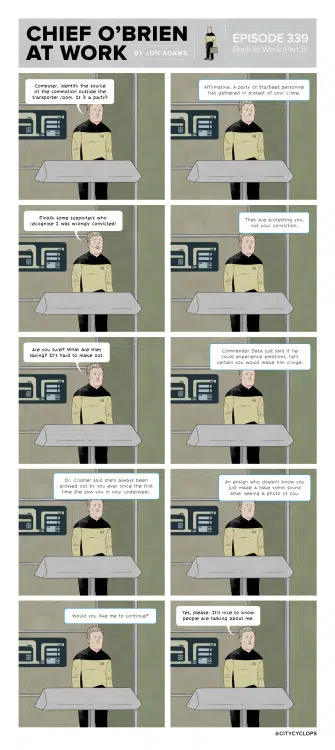 CHIEF O'BRIEN
AT WORK
BY JON ADAMS
EPISODE 339
Back to Work (Part 5)
Computer, identify the source
of the commotion outside the
transporter room. Is it a party?
Affirmative. A party of Starfleet personnel
has gathered in protest of your crime.
Finally some supporters who
recognise I was wrongly convicted!
They are protesting you,
not your conviction.
Are you sure? What are they
saying? It's hard to make out.
Commander Data just said if he
could experience emotions, he's
certain you would make him cringe.
Dr. Crusher said she's always been
grossed out by you ever since the first
time she saw you in your underwear.
An ensign who doesn't know you
just made a fake vomit sound
after seeing a photo of you.
Would you like me to continue?
Yes, please. It's nice to know
people are talking about me.
@CITYCYCLOPS